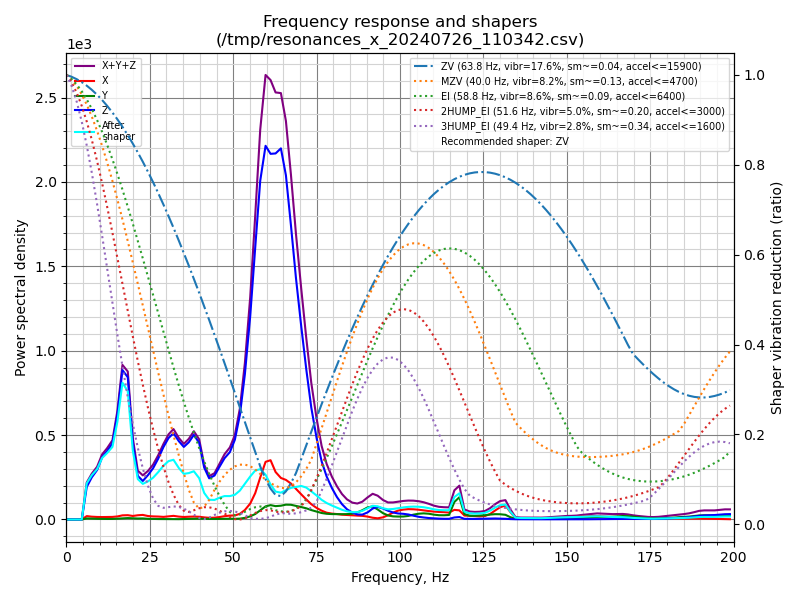 Frequency response and shapers
(/tmp/resonances_x_20240726_110342.csv)
1e3
X+Y+Z
X
Y
Z
After
shaper
ZV (63.8 Hz, vibr=17.6%, sm~=0.04, accel<=15900)
MZV (40.0 Hz, vibr=8.2%, sm~=0.13, accel<=4700)
EI (58.8 Hz, vibr=8.6%, sm~=0.09, accel<=6400)
2HUMP_EI (51.6 Hz, vibr=5.0%, sm~=0.20, accel<=3000)
3HUMP_EI (49.4 Hz, vibr=2.8%, sm~=0.34, accel<=1600)
Recommended shaper: ZV
Power spectral density
2.5
2.0
1.5
1.0
0.5
0.0
1.0
0.8
0.6
0.4
0.2
0.0
Shaper vibration reduction (ratio)
0 25 50 75 100 125 150 175 200
Frequency, Hz